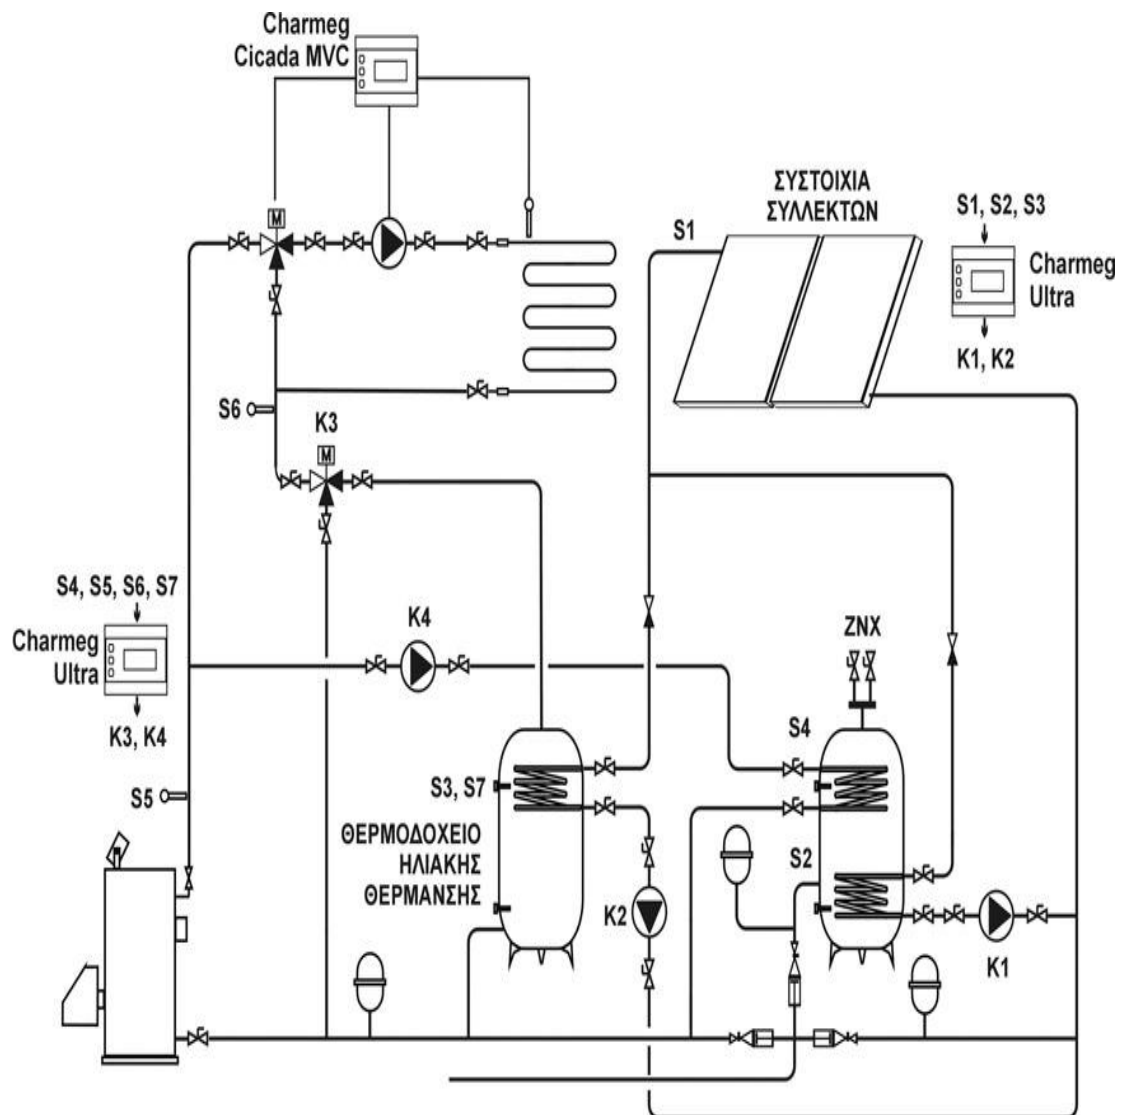 Charmeg
Cicada MVC
M
ΣΥΣΤΟΙΧΙΑ
ΣΥΛΛΕΚΤΩΝ
S1, S2, S3
S1
Charmeg
Ultra
K1, K2
S6
K3
M
S4, S5, S6, S7
Charmeg
Ultra
K3, K4
K4
ZNX
S4
S5
S3, S7
ΘΕΡΜΟΔΟΧΕΙΟ
ΗΛΙΑΚΗΣ
ΘΕΡΜΑΝΣΗΣ
S2
K2
K1